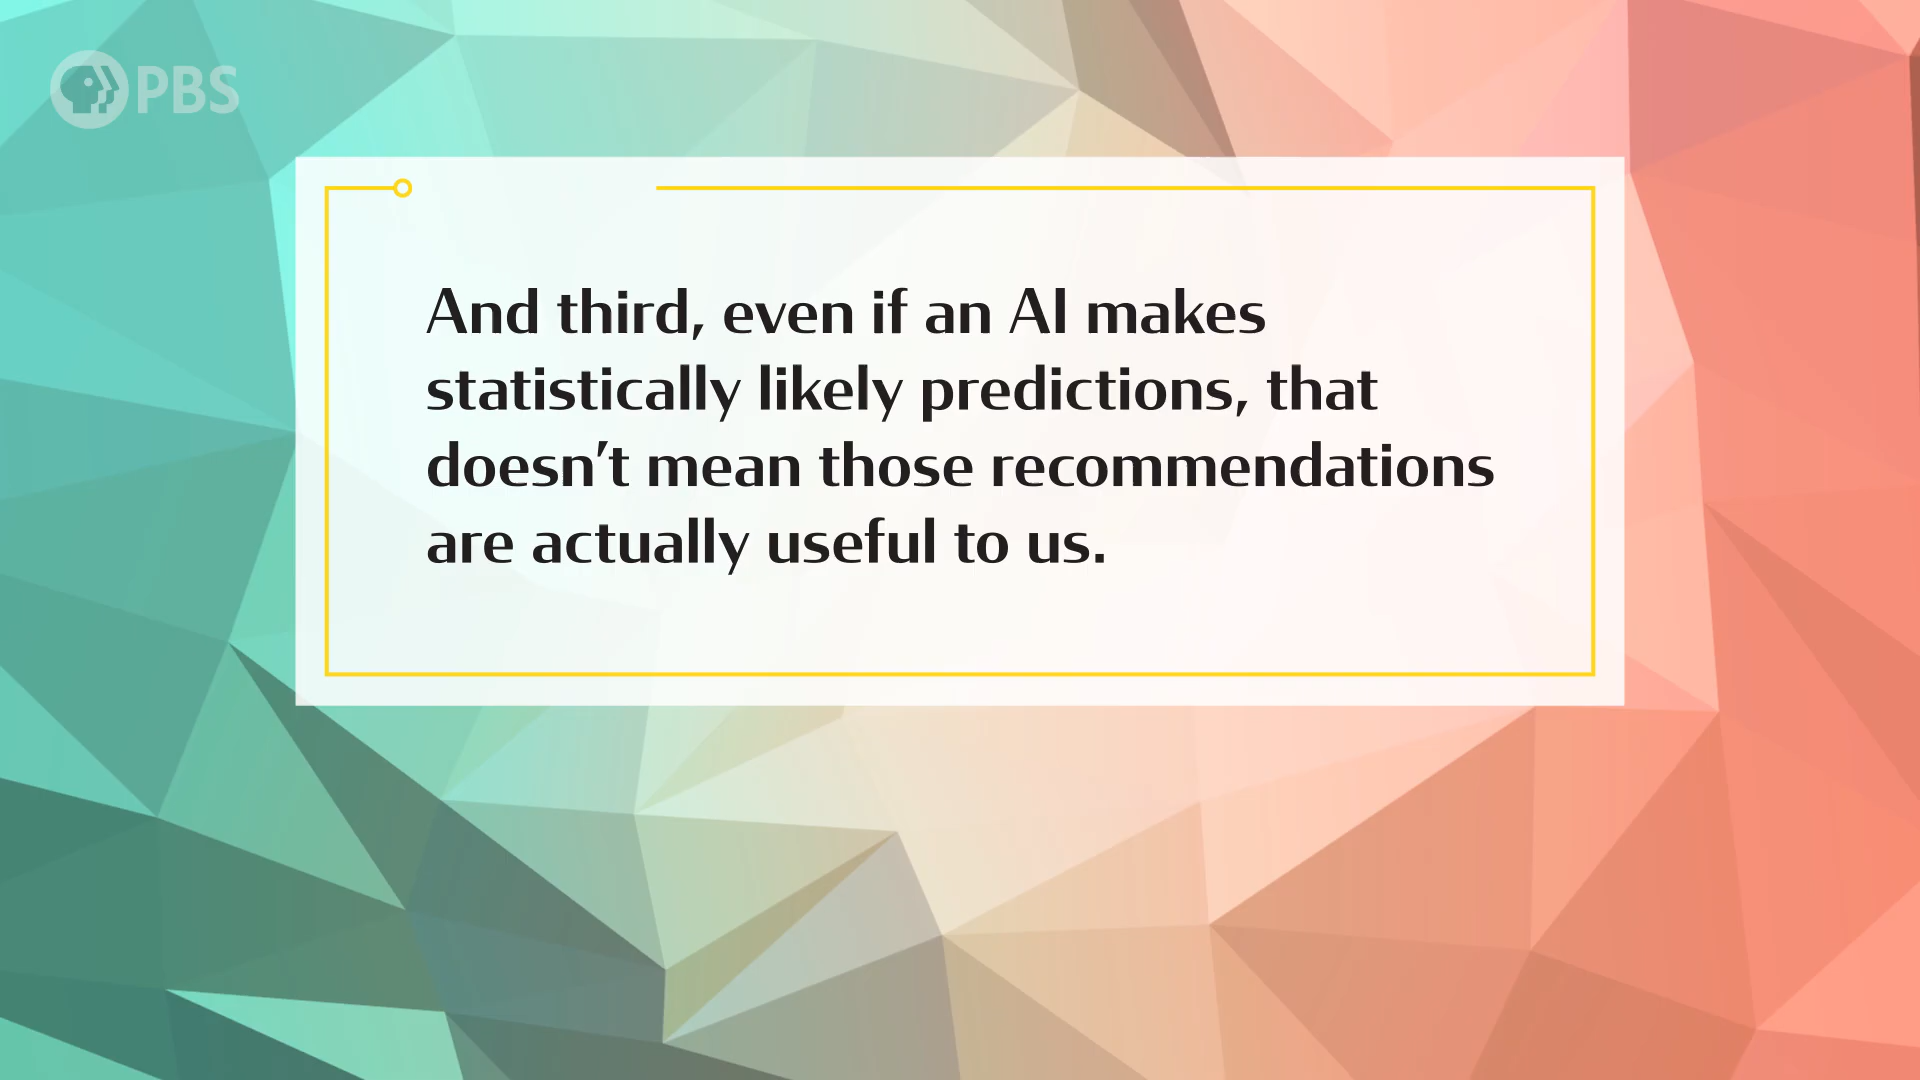 PBS
And third, even if an AI makes
statistically likely predictions, that
doesn’t mean those recommendations
are actually useful to us.